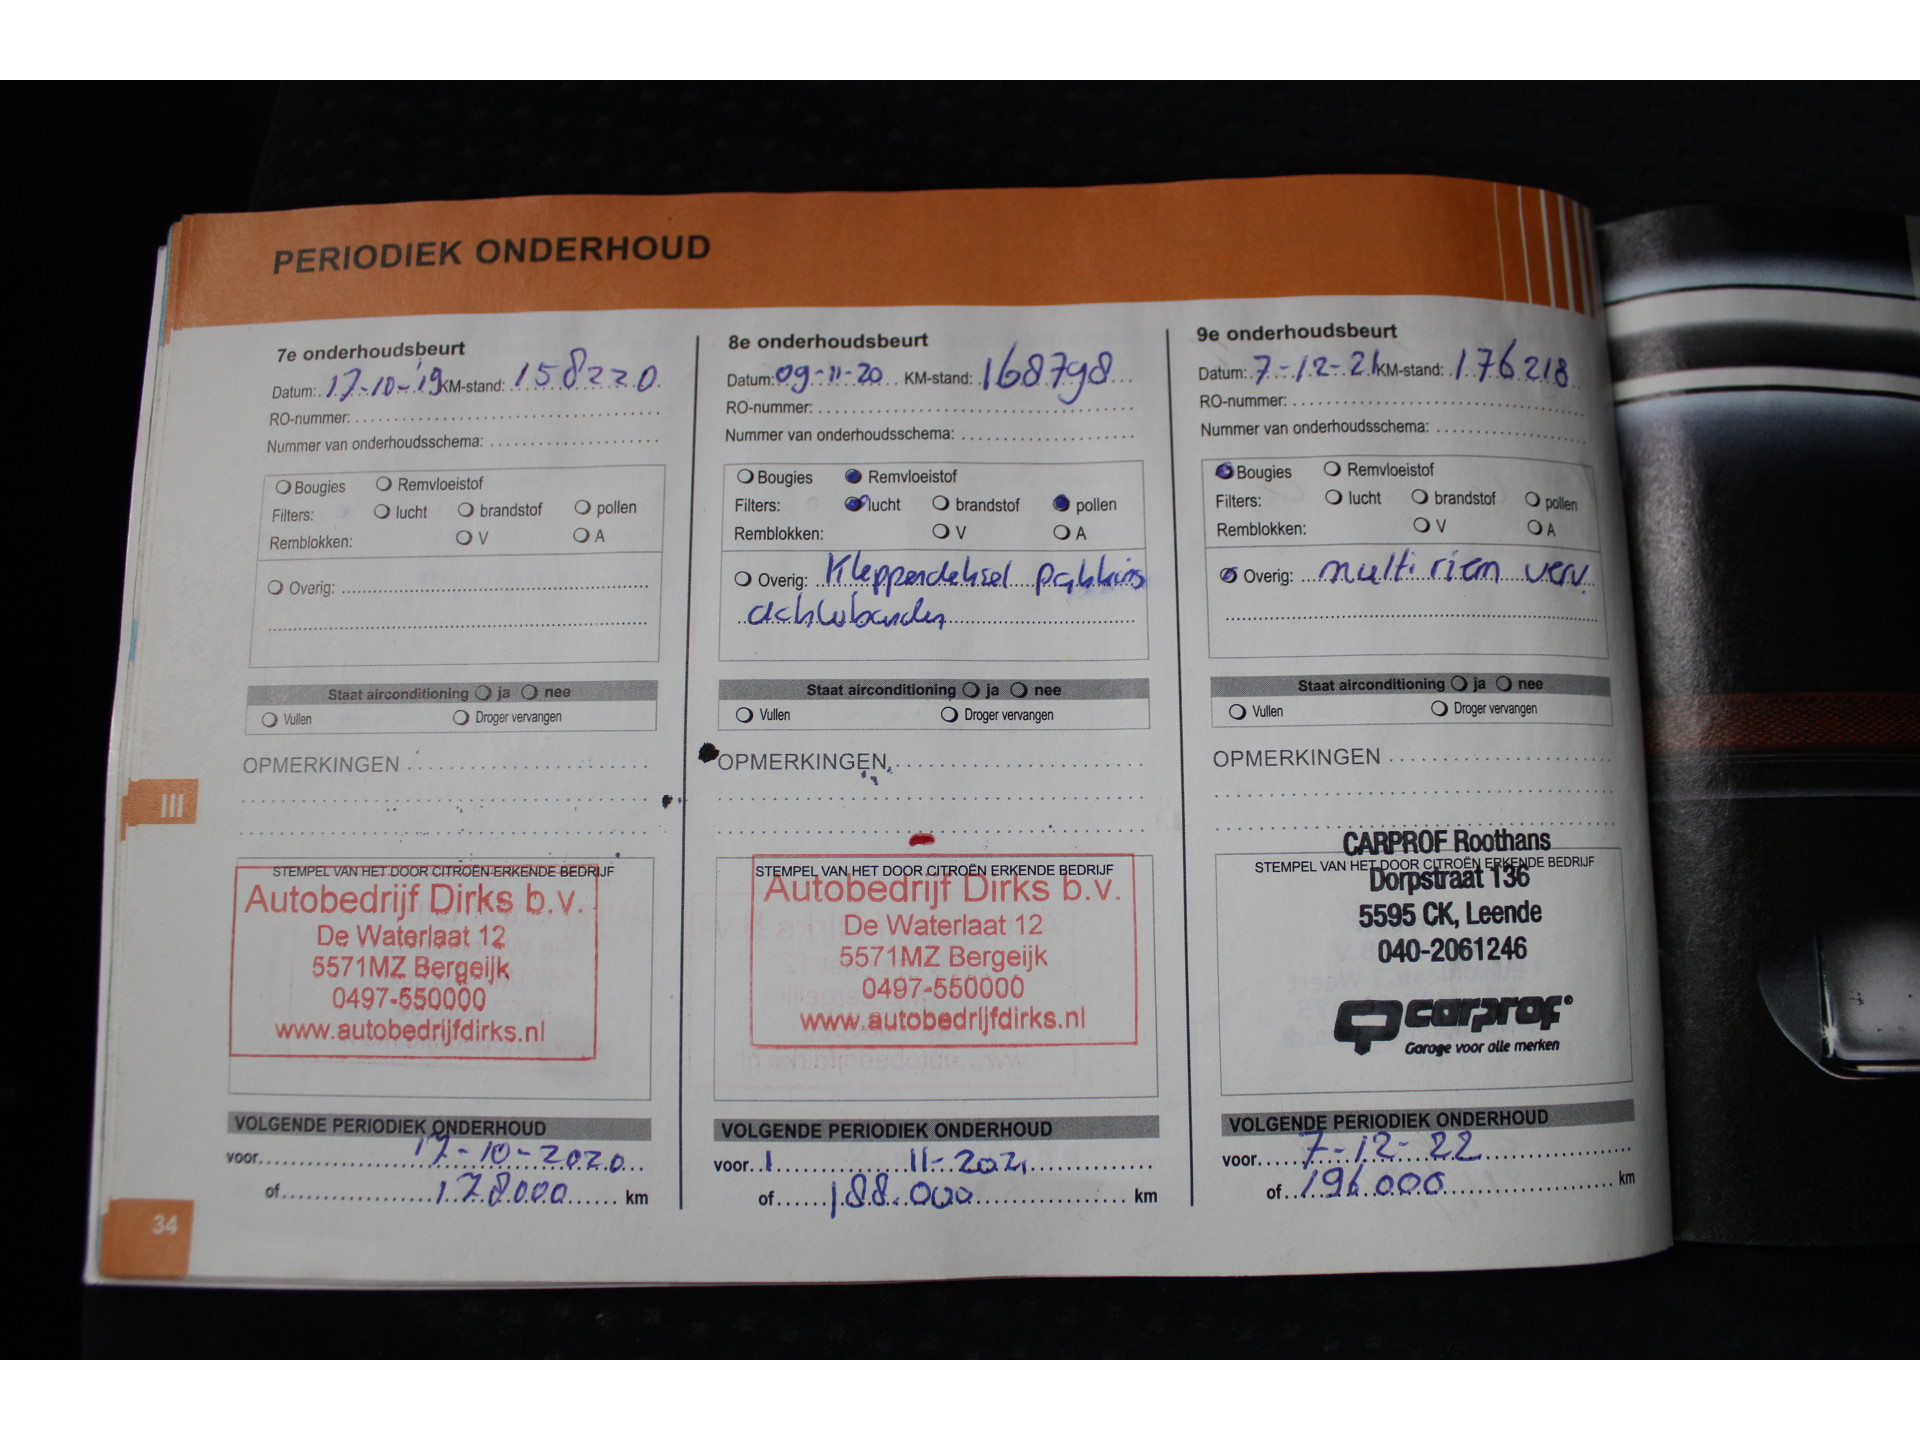 PERIODIEK ONDERHOUD
7e onderhoudsbeurt
Datum: 17-10-'19 KM-stand: 158220
RO-nummer:
Nummer van onderhoudsschema:
Bougies Remvloeistof
Filters: lucht brandstof pollen
Remblokken: V A
Overig:
Staat airconditioning ja nee
Vullen Droger vervangen
OPMERKINGEN
STEMPEL VAN HET DOOR CITROËN ERKENDE BEDRIJF
Autobedrijf Dirks b.v.
De Waterlaat 12
5571MZ Bergeijk
0497-550000
www.autobedrijfdirks.nl
VOLGENDE PERIODIEK ONDERHOUD
voor 17-10-2020
of 178000 km
8e onderhoudsbeurt
Datum: 09-11-20 KM-stand: 168798
RO-nummer:
Nummer van onderhoudsschema:
Bougies Remvloeistof
Filters: lucht brandstof pollen
Remblokken: V A
Overig: Kleppendeksel pakking
achterbanden
Staat airconditioning ja nee
Vullen Droger vervangen
OPMERKINGEN
STEMPEL VAN HET DOOR CITROËN ERKENDE BEDRIJF
Autobedrijf Dirks b.v.
De Waterlaat 12
5571MZ Bergeijk
0497-550000
www.autobedrijfdirks.nl
VOLGENDE PERIODIEK ONDERHOUD
voor 1 11-2021
of 188.000 km
9e onderhoudsbeurt
Datum: 7-12-21 KM-stand: 176218
RO-nummer:
Nummer van onderhoudsschema:
Bougies Remvloeistof
Filters: lucht brandstof pollen
Remblokken: V A
Overig: multi riem verv.
Staat airconditioning ja nee
Vullen Droger vervangen
OPMERKINGEN
CARPROF Roothans
STEMPEL VAN HET DOOR CITROËN ERKENDE BEDRIJF
Dorpstraat 136
5595 CK, Leende
040-2061246
carprof
Garage voor alle merken
VOLGENDE PERIODIEK ONDERHOUD
voor 7-12-22
of 196000 km
III
34